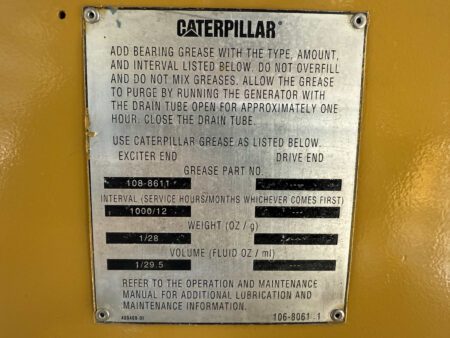 CATERPILLAR®
ADD BEARING GREASE WITH THE TYPE, AMOUNT,
AND INTERVAL LISTED BELOW. DO NOT OVERFILL
AND DO NOT MIX GREASES. ALLOW THE GREASE
TO PURGE BY RUNNING THE GENERATOR WITH
THE DRAIN TUBE OPEN FOR APPROXIMATELY ONE
HOUR. CLOSE THE DRAIN TUBE.
USE CATERPILLAR GREASE AS LISTED BELOW.
EXCITER END DRIVE END
GREASE PART NO.
108-8611
INTERVAL (SERVICE HOURS/MONTHS WHICHEVER COMES FIRST)
1000/12
WEIGHT (OZ / g)
1/28
VOLUME (FLUID OZ / ml)
1/29.5
REFER TO THE OPERATION AND MAINTENANCE
MANUAL FOR ADDITIONAL LUBRICATION AND
MAINTENANCE INFORMATION.
106-8061 1